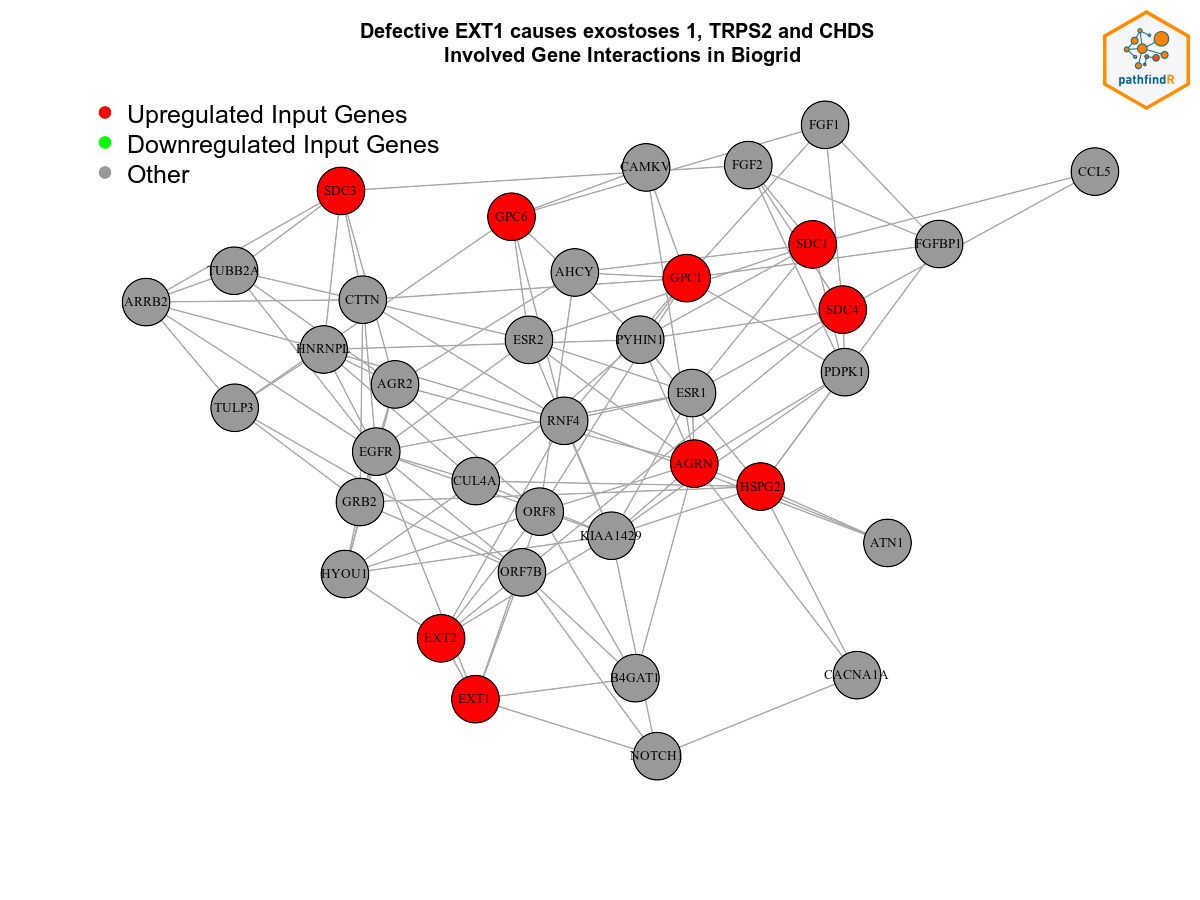 Defective EXT1 causes exostoses 1, TRPS2 and CHDS
Involved Gene Interactions in Biogrid
pathfindR
Upregulated Input Genes
Downregulated Input Genes
Other
FGF1
CAMKV
FGF2
CCL5
SDC3
GPC6
SDC1
FGFBP1
TUBB2A
AHCY
GPC1
ARRB2
CTTN
SDC4
HNRNPL
ESR2
PYHIN1
AGR2
ESR1
PDPK1
TULP3
RNF4
EGFR
AGRN
CUL4A
HSPG2
GRB2
ORF8
KIAA1429
ATN1
HYOU1
ORF7B
EXT2
B4GAT1
CACNA1A
EXT1
NOTCH1